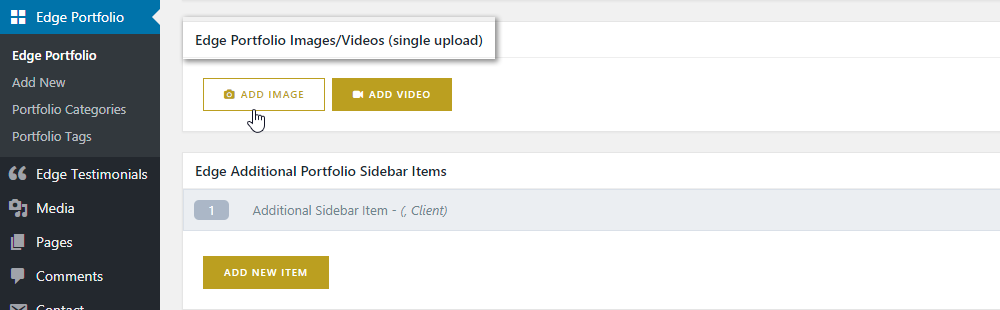 Edge Portfolio
Edge Portfolio
Add New
Portfolio Categories
Portfolio Tags
Edge Testimonials
Media
Pages
Comments
Contact
Edge Portfolio Images/Videos (single upload)
ADD IMAGE
ADD VIDEO
Edge Additional Portfolio Sidebar Items
1 Additional Sidebar Item - (, Client)
ADD NEW ITEM